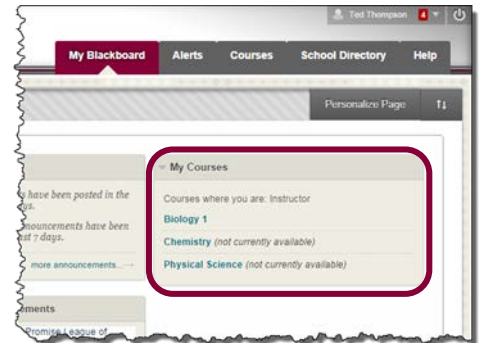 Ted Thompson 4
My Blackboard Alerts Courses School Directory Help
Personalize Page
My Courses
s have been posted in the
ys.
nouncements have been
st 7 days.
more announcements...
Courses where you are: Instructor
Biology 1
Chemistry (not currently available)
Physical Science (not currently available)
ements
Promise League of